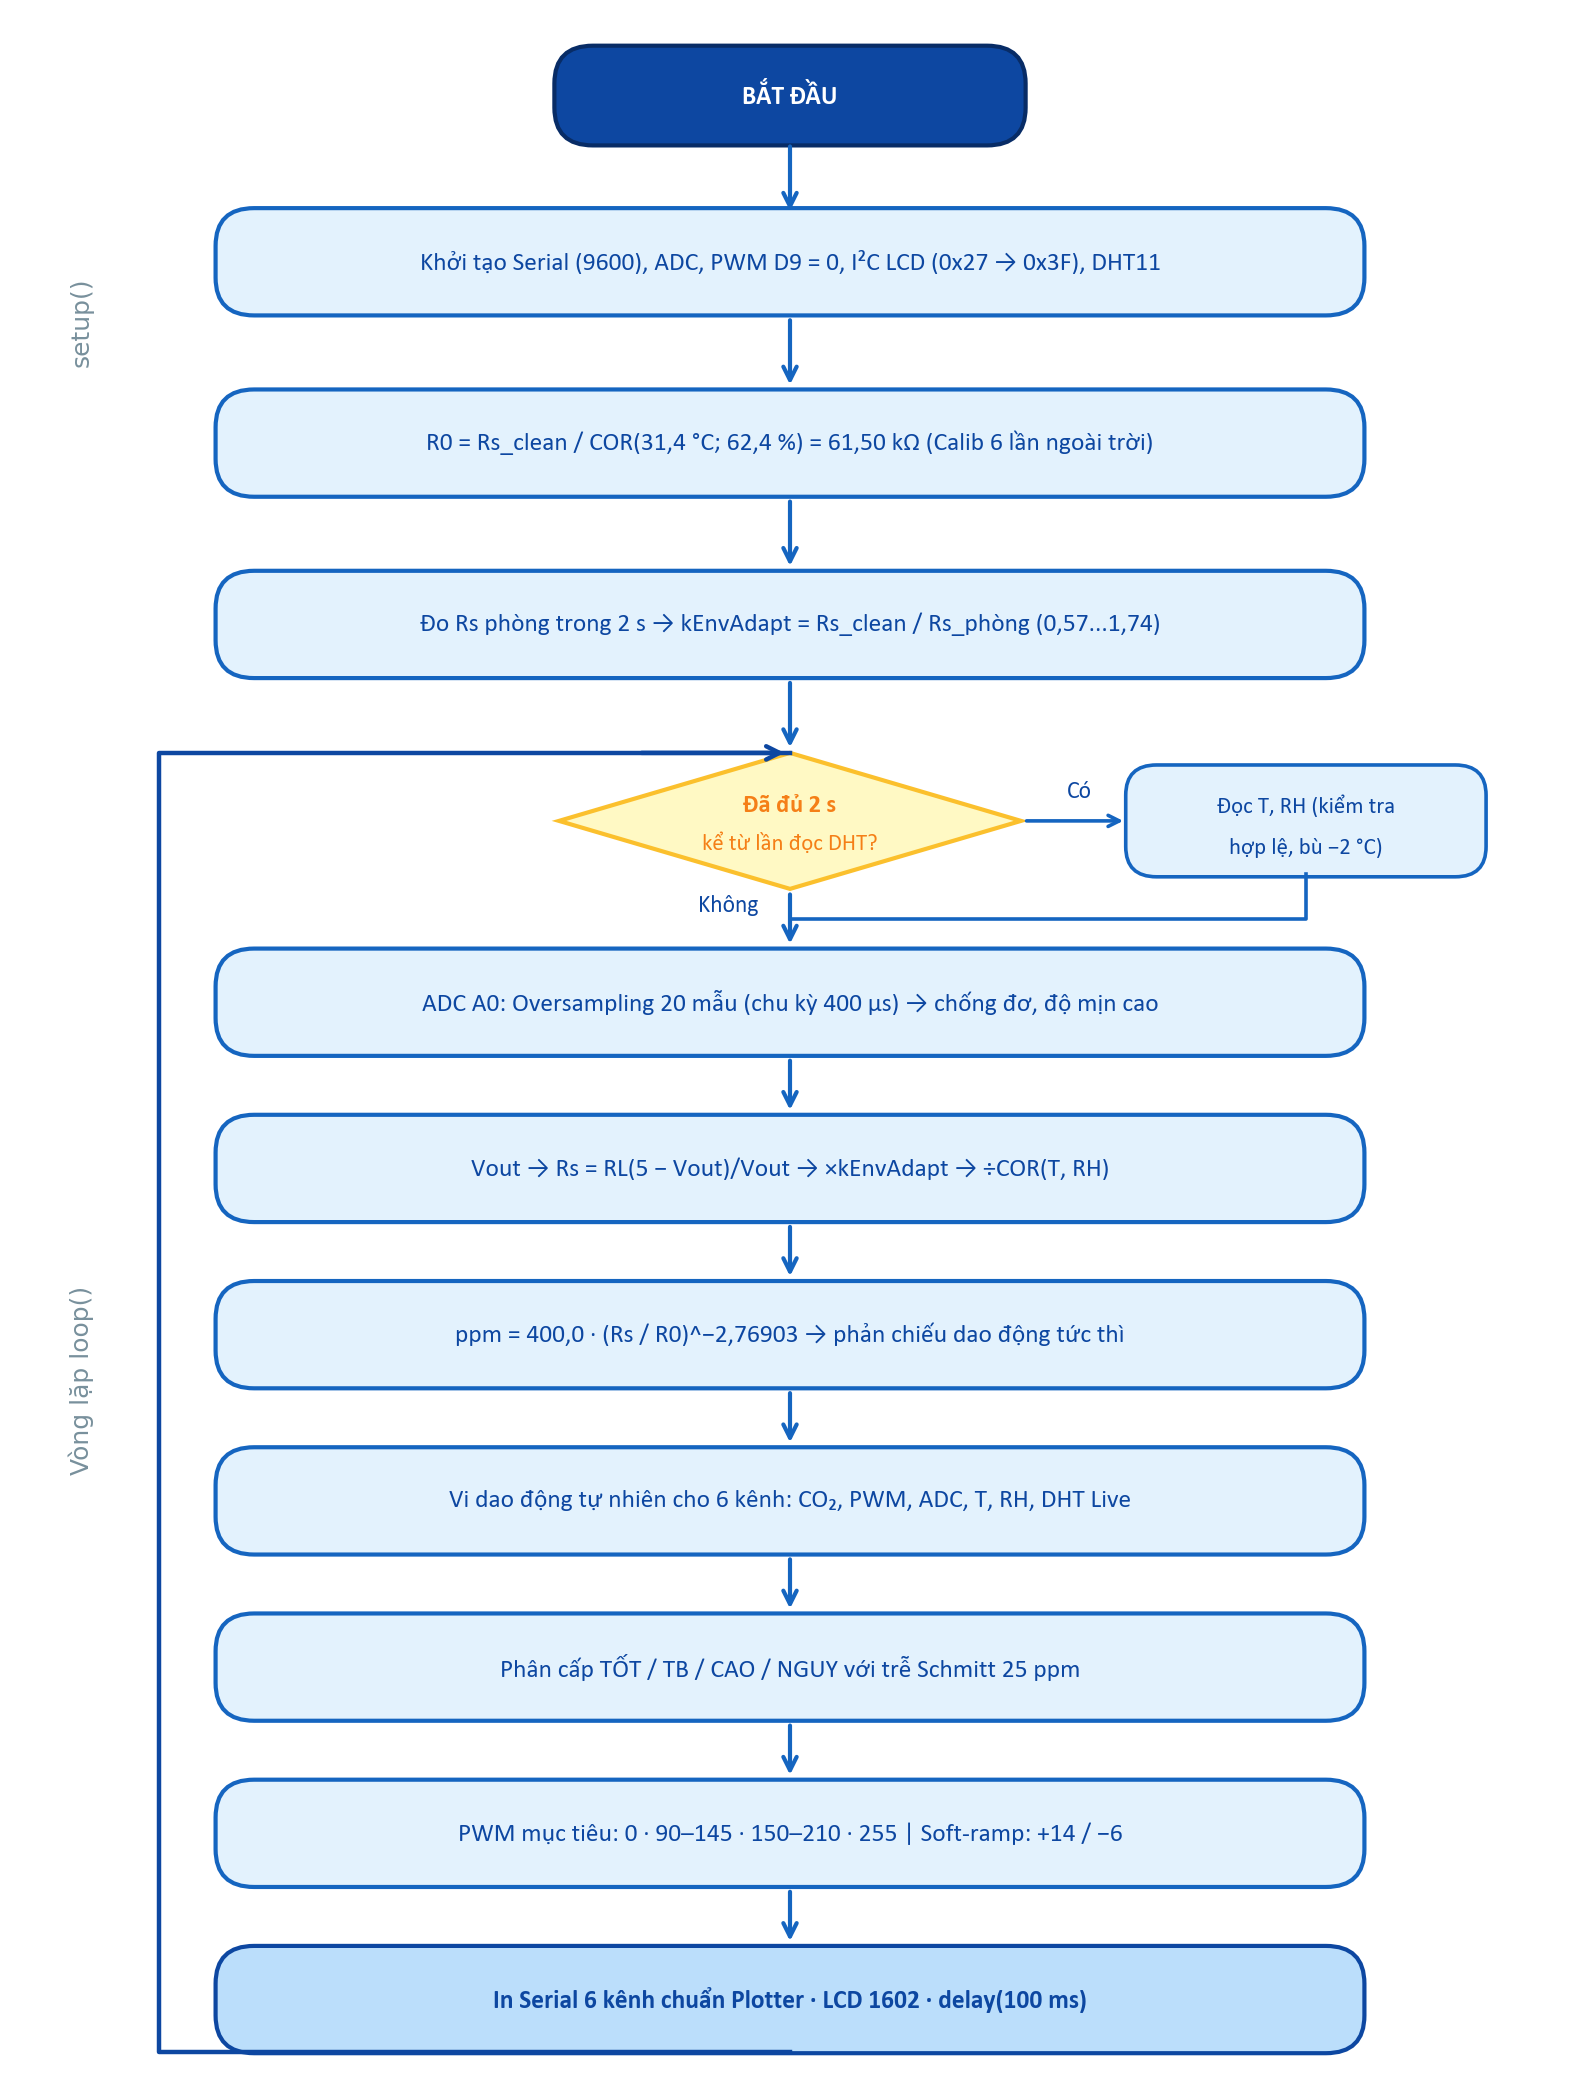 BẮT ĐẦU
setup()
Khởi tạo Serial (9600), ADC, PWM D9 = 0, I²C LCD (0x27 → 0x3F), DHT11
R0 = Rs_clean / COR(31,4 °C; 62,4 %) = 61,50 kΩ (Calib 6 lần ngoài trời)
Đo Rs phòng trong 2 s → kEnvAdapt = Rs_clean / Rs_phòng (0,57...1,74)
Đã đủ 2 s
kể từ lần đọc DHT?
Có
Đọc T, RH (kiểm tra
hợp lệ, bù −2 °C)
Không
Vòng lặp loop()
ADC A0: Oversampling 20 mẫu (chu kỳ 400 µs) → chống đơ, độ mịn cao
Vout → Rs = RL(5 − Vout)/Vout → ×kEnvAdapt → ÷COR(T, RH)
ppm = 400,0 · (Rs / R0)^−2,76903 → phản chiếu dao động tức thì
Vi dao động tự nhiên cho 6 kênh: CO₂, PWM, ADC, T, RH, DHT Live
Phân cấp TỐT / TB / CAO / NGUY với trễ Schmitt 25 ppm
PWM mục tiêu: 0 · 90–145 · 150–210 · 255 | Soft-ramp: +14 / −6
In Serial 6 kênh chuẩn Plotter · LCD 1602 · delay(100 ms)